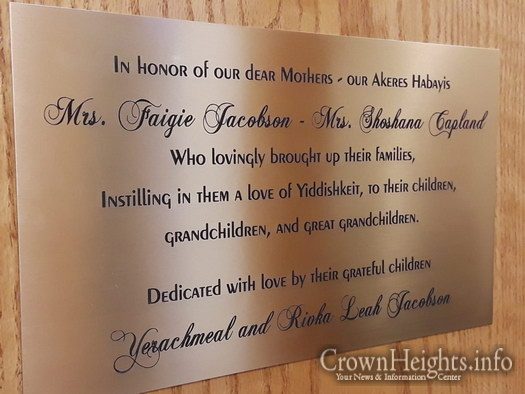 In honor of our dear Mothers - our Akeres Habayis
Mrs. Faigie Jacobson - Mrs. Shoshana Capland
Who lovingly brought up their families,
Instilling in them a love of Yiddishkeit, to their children,
grandchildren, and great grandchildren.
Dedicated with love by their grateful children
Yerachmeal and Rivka Leah Jacobson
CrownHeights.info
Your News & Information Center